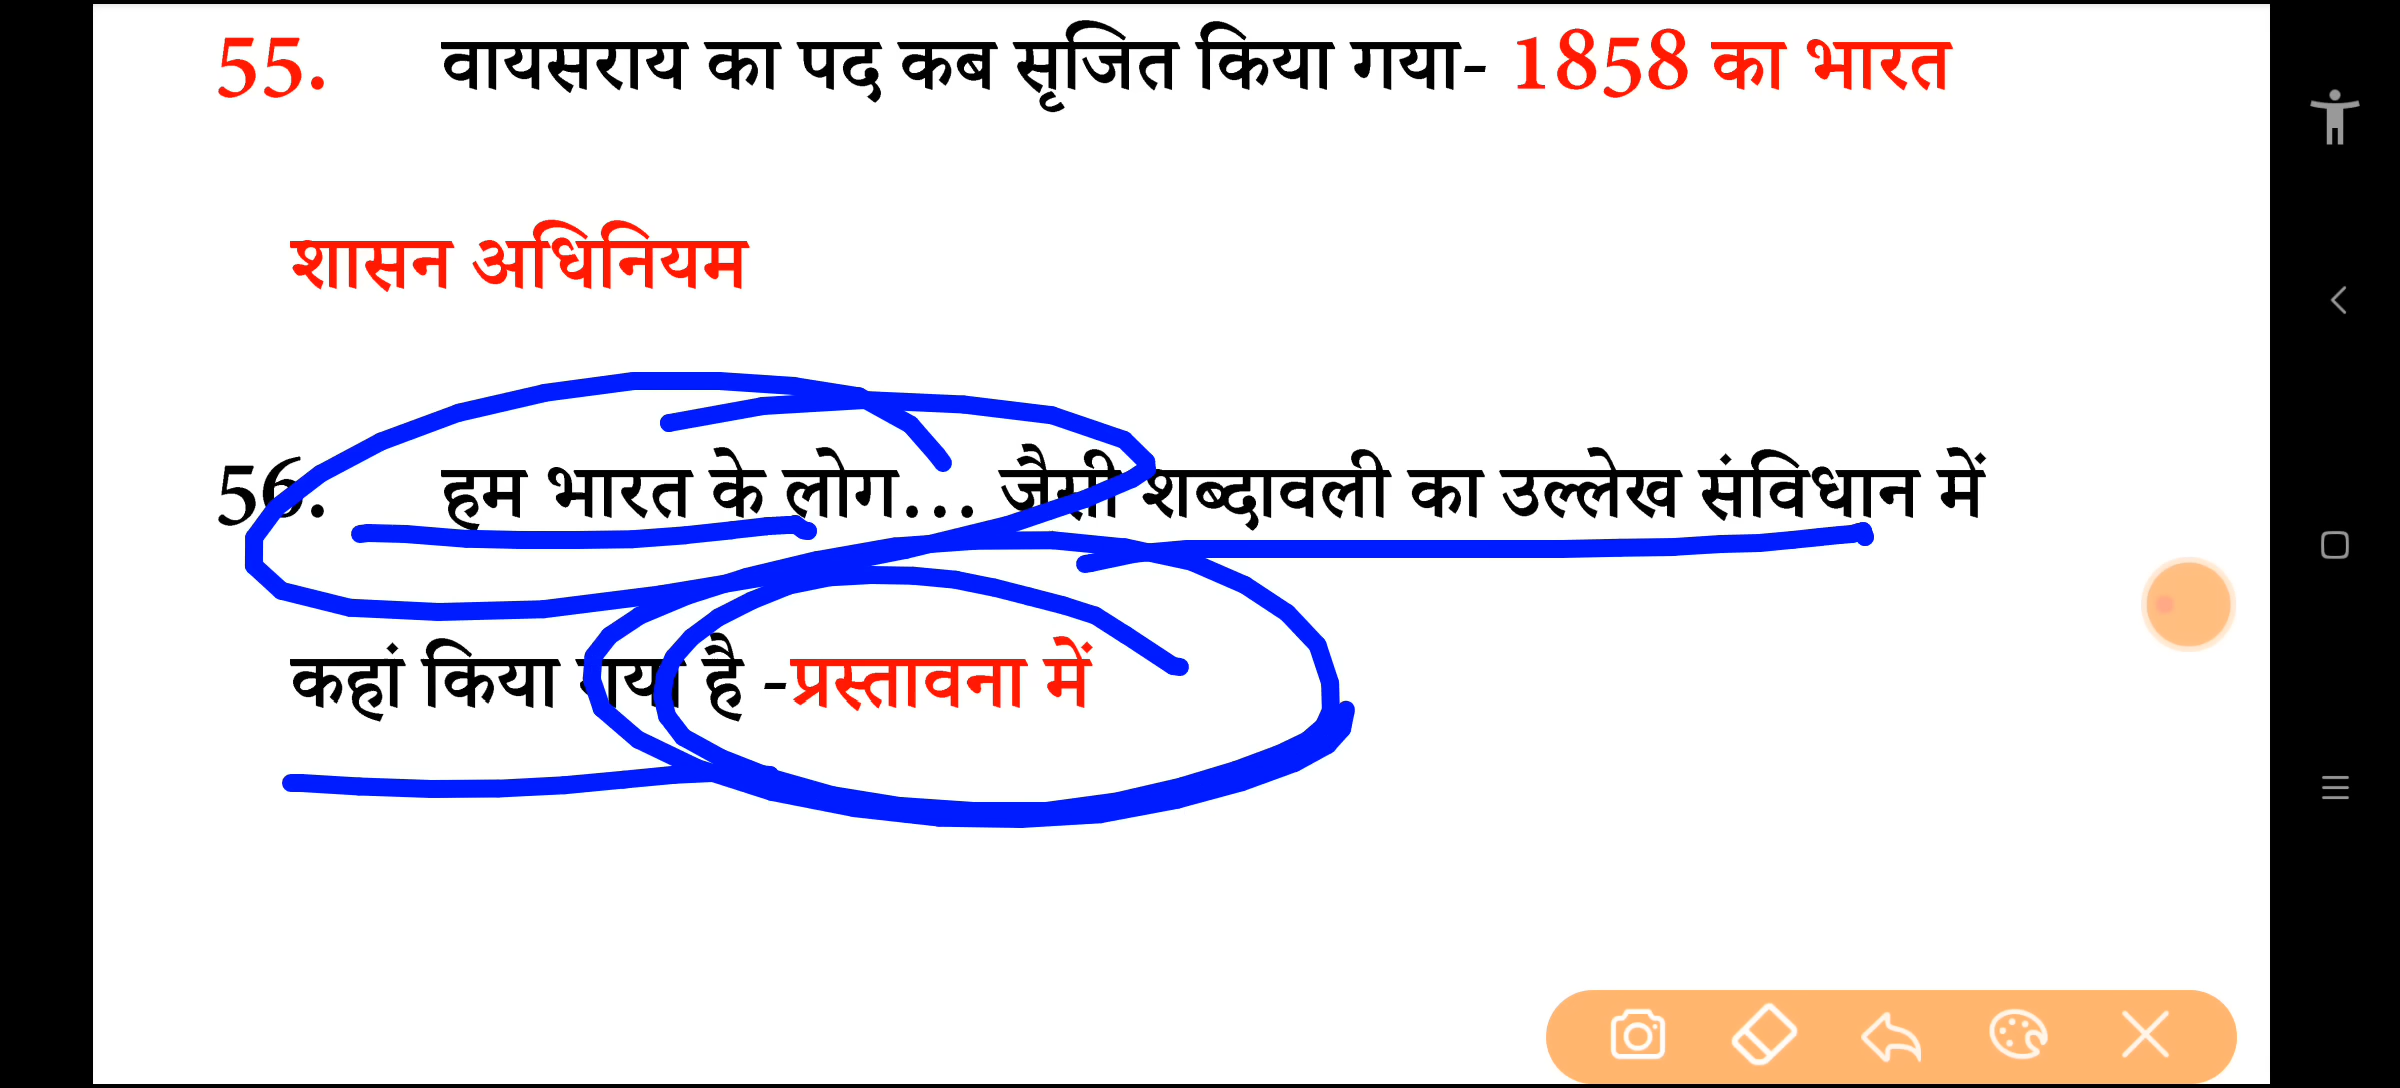 55. वायसराय का पद कब सृजित किया गया- 1858 का भारत
शासन अधिनियम
56. हम भारत के लोग... जैसी शब्दावली का उल्लेख संविधान में
कहां किया गया है -प्रस्तावना में